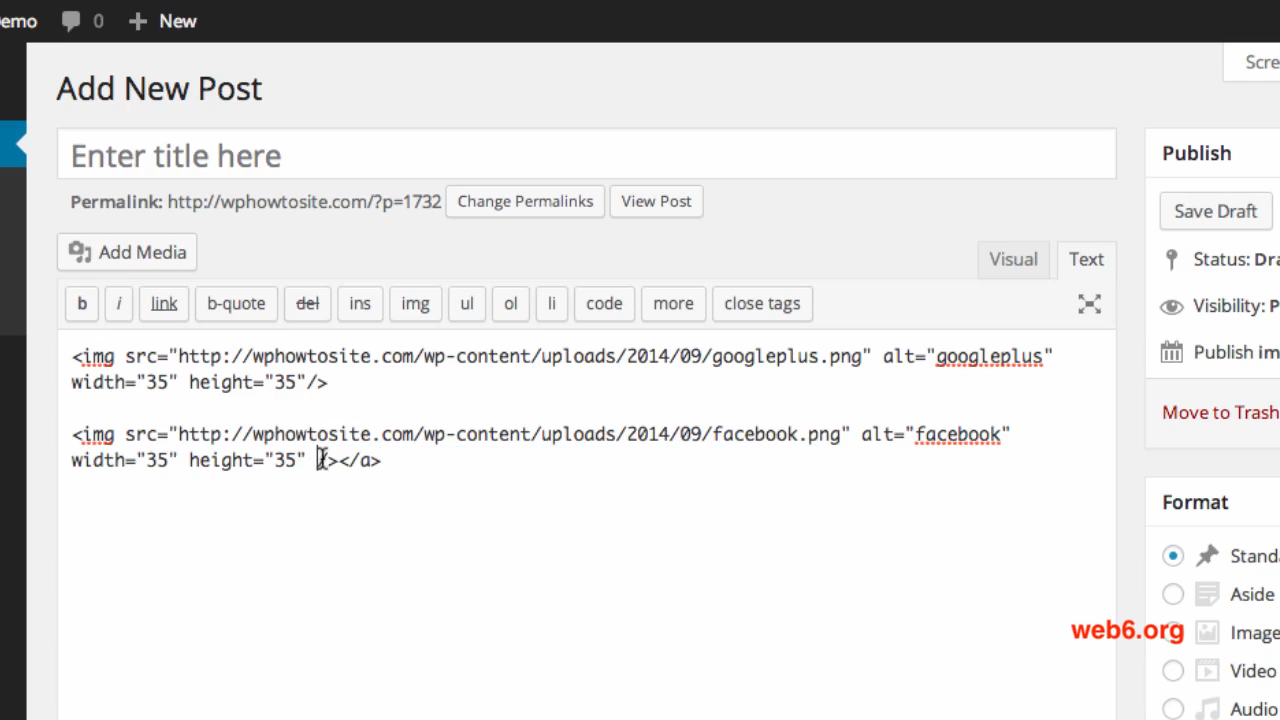 emo 0 + New
Scre
Add New Post
Enter title here
Permalink: http://wphowtosite.com/?p=1732 Change Permalinks View Post
Add Media
Visual Text
b i link b-quote del ins img ul ol li code more close tags
<img src="http://wphowtosite.com/wp-content/uploads/2014/09/googleplus.png" alt="googleplus"
width="35" height="35"/>
<img src="http://wphowtosite.com/wp-content/uploads/2014/09/facebook.png" alt="facebook"
width="35" height="35" /></a>
Publish
Save Draft
Status: Dra
Visibility: P
Publish im
Move to Trash
Format
Standa
Aside
Image
Video
Audio
web6.org